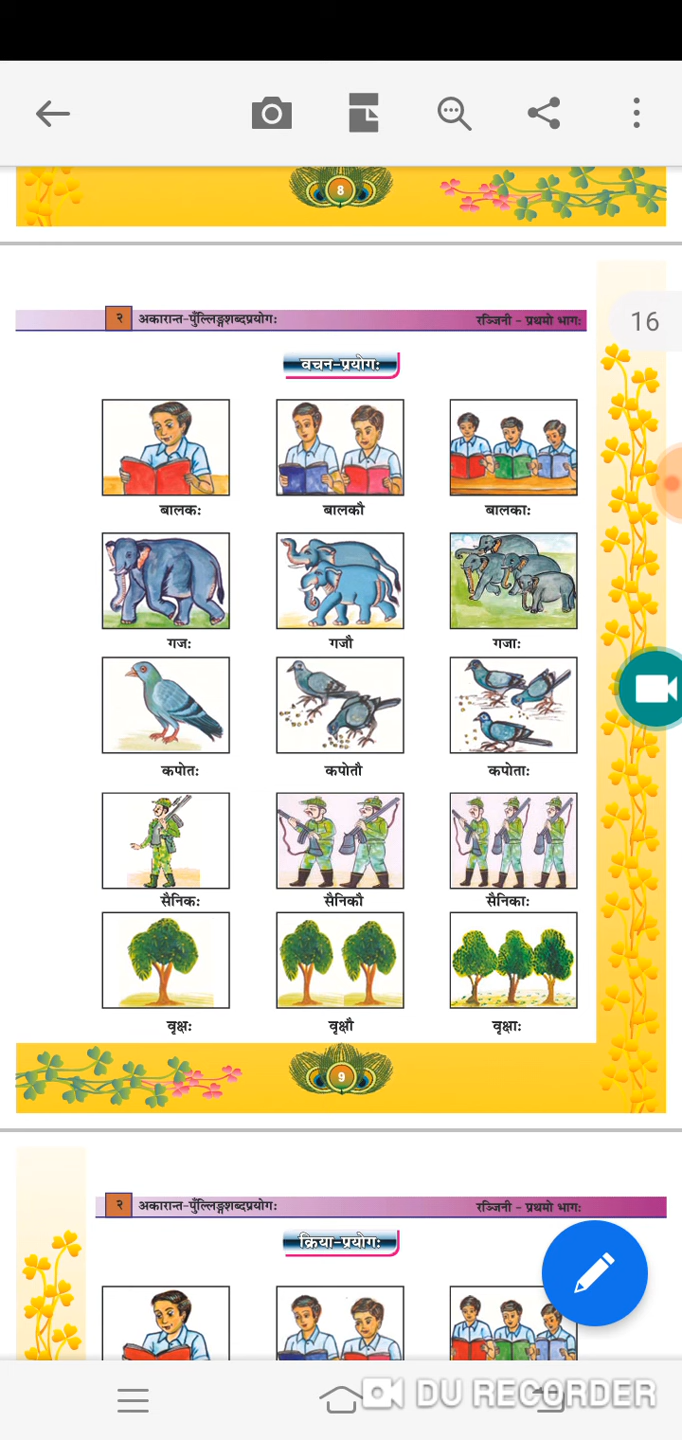 8
२ अकारान्त-पुँल्लिङ्गशब्दप्रयोगः रञ्जिनी - प्रथमो भागः
16
वचन-प्रयोगः
बालकः बालकौ बालकाः
गजः गजौ गजाः
कपोतः कपोतौ कपोताः
सैनिकः सैनिकौ सैनिकाः
वृक्षः वृक्षौ वृक्षाः
9
२ अकारान्त-पुँल्लिङ्गशब्दप्रयोगः रञ्जिनी - प्रथमो भागः
क्रिया-प्रयोगः
DU RECORDER